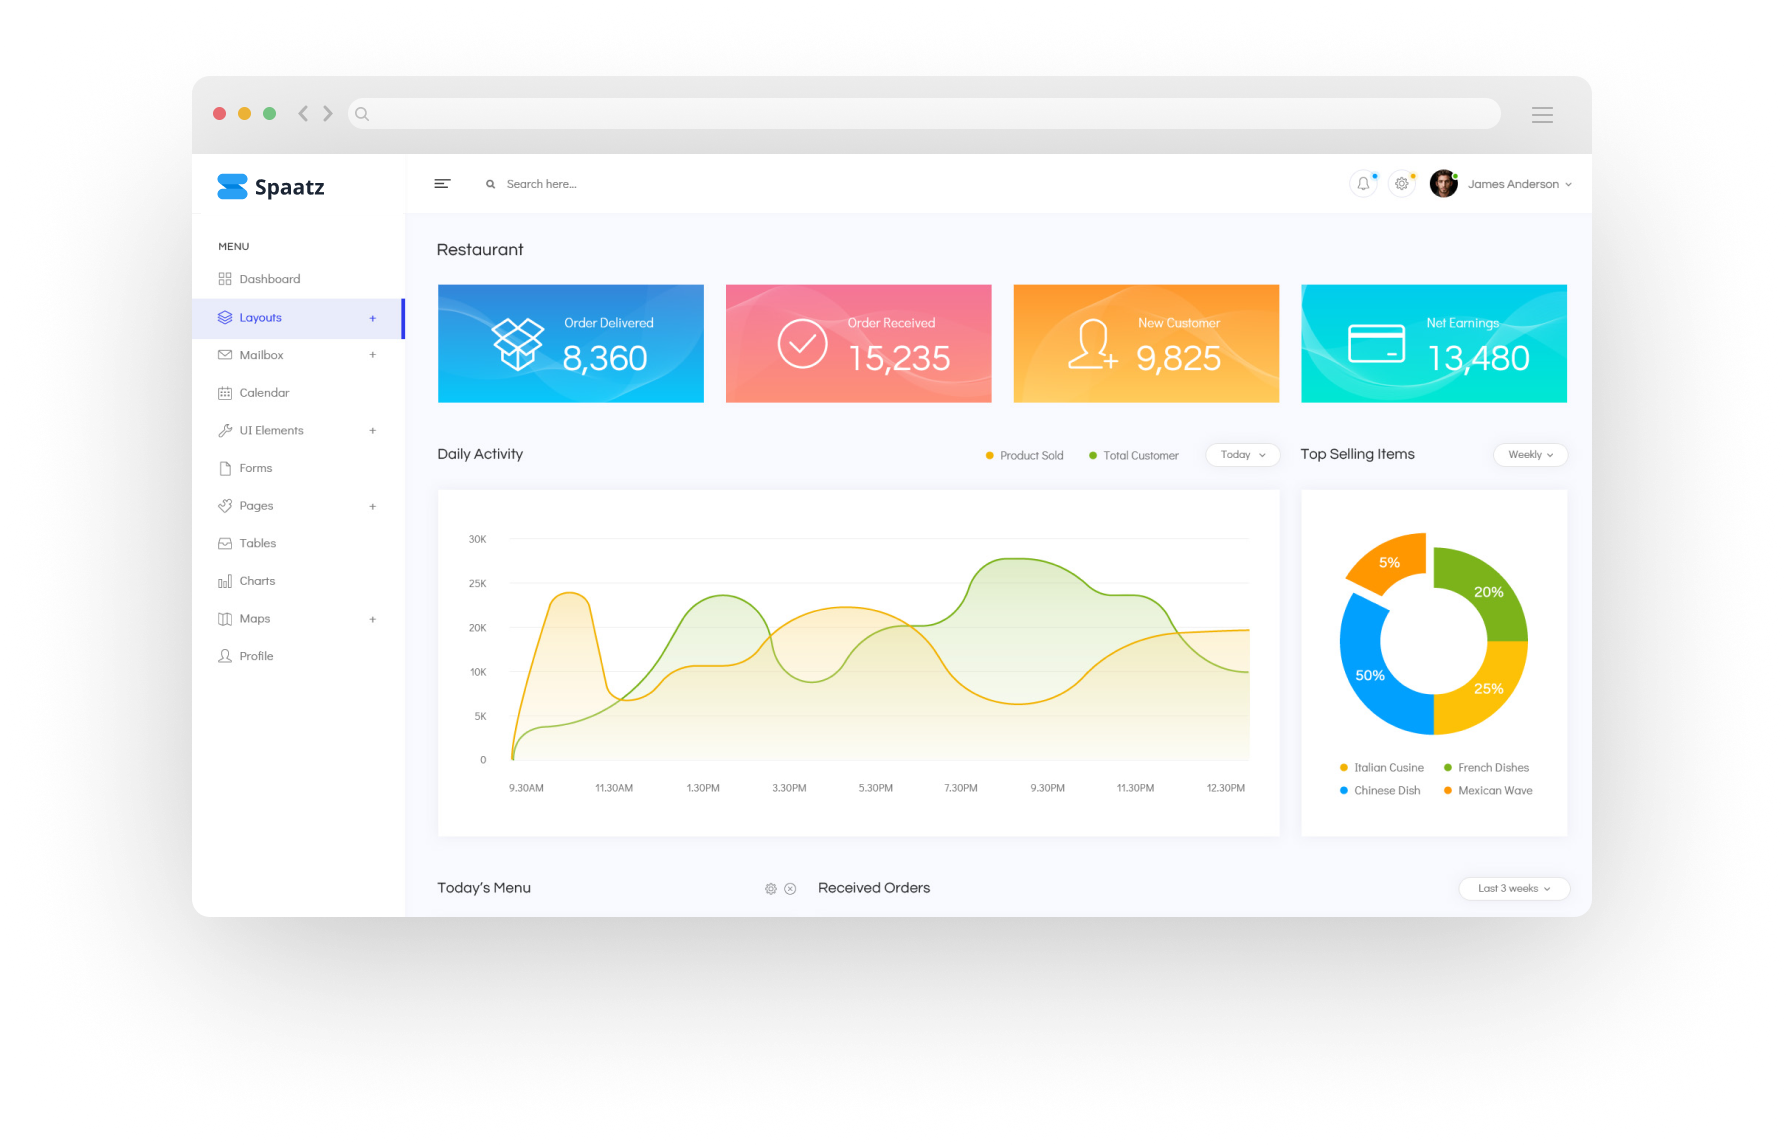 Spaatz
Search here...
James Anderson
MENU
Dashboard
Layouts +
Mailbox +
Calendar
UI Elements +
Forms
Pages +
Tables
Charts
Maps +
Profile
Restaurant
Order Delivered
8,360
Order Received
15,235
New Customer
9,825
Net Earnings
13,480
Daily Activity
Product Sold
Total Customer
Today
30K
25K
20K
10K
5K
0
9.30AM 11.30AM 1.30PM 3.30PM 5.30PM 7.30PM 9.30PM 11.30PM 12.30PM
Top Selling Items
Weekly
5%
20%
50%
25%
Italian Cusine French Dishes
Chinese Dish Mexican Wave
Today's Menu
Received Orders
Last 3 weeks